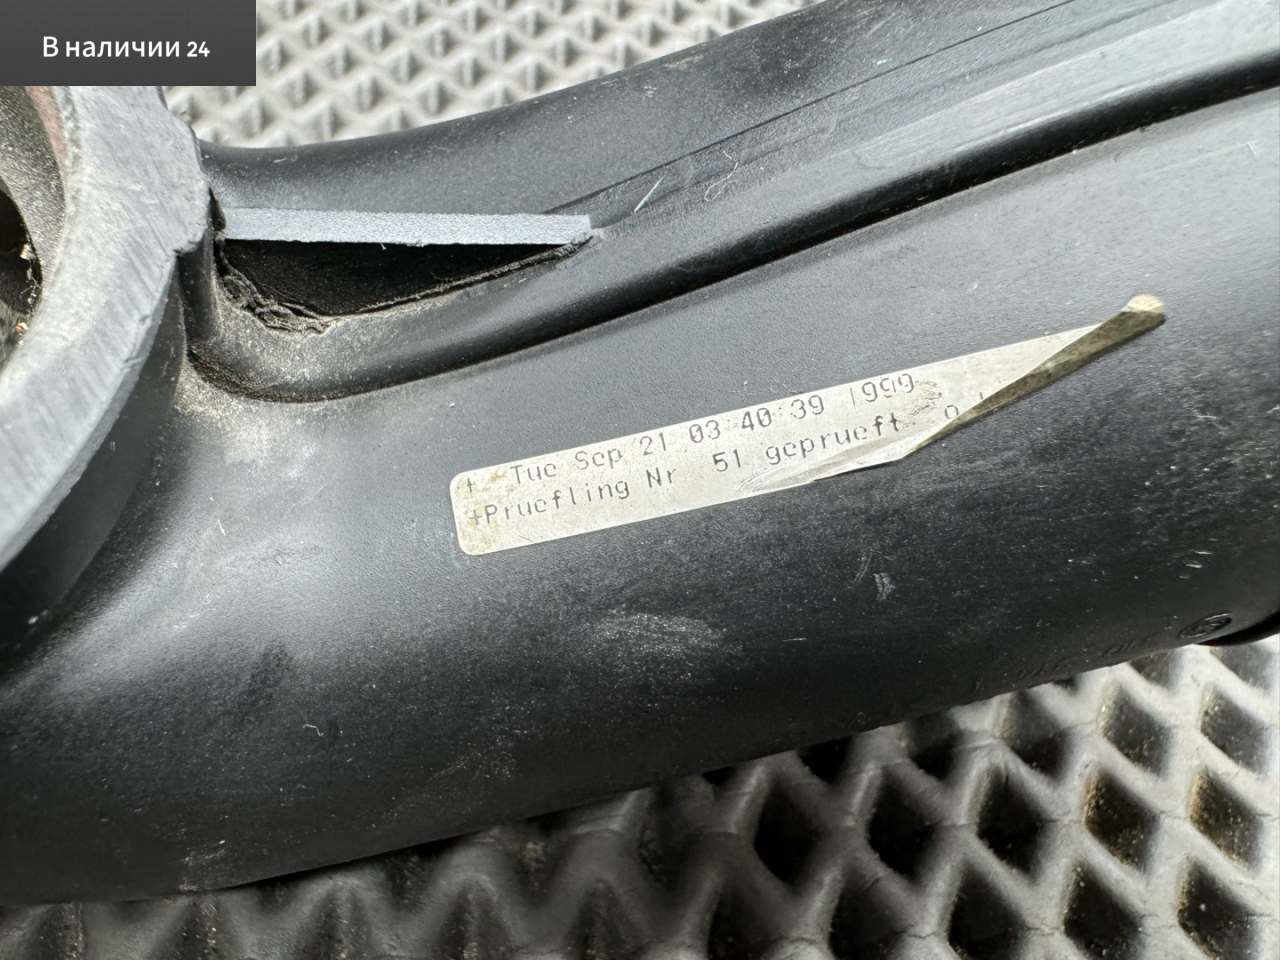 В наличии 24
+ Tue Sep 21 03:40:39 1999
+Pruefling Nr 51 geprueft